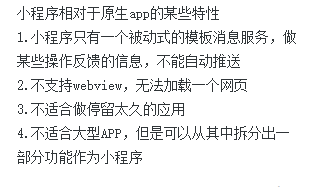 小程序相对于原生app的某些特性
1.小程序只有一个被动式的模板消息服务，做
某些操作反馈的信息，不能自动推送
2.不支持webview，无法加载一个网页
3.不适合做停留太久的应用
4.不适合大型APP，但是可以从其中拆分出一
部分功能作为小程序